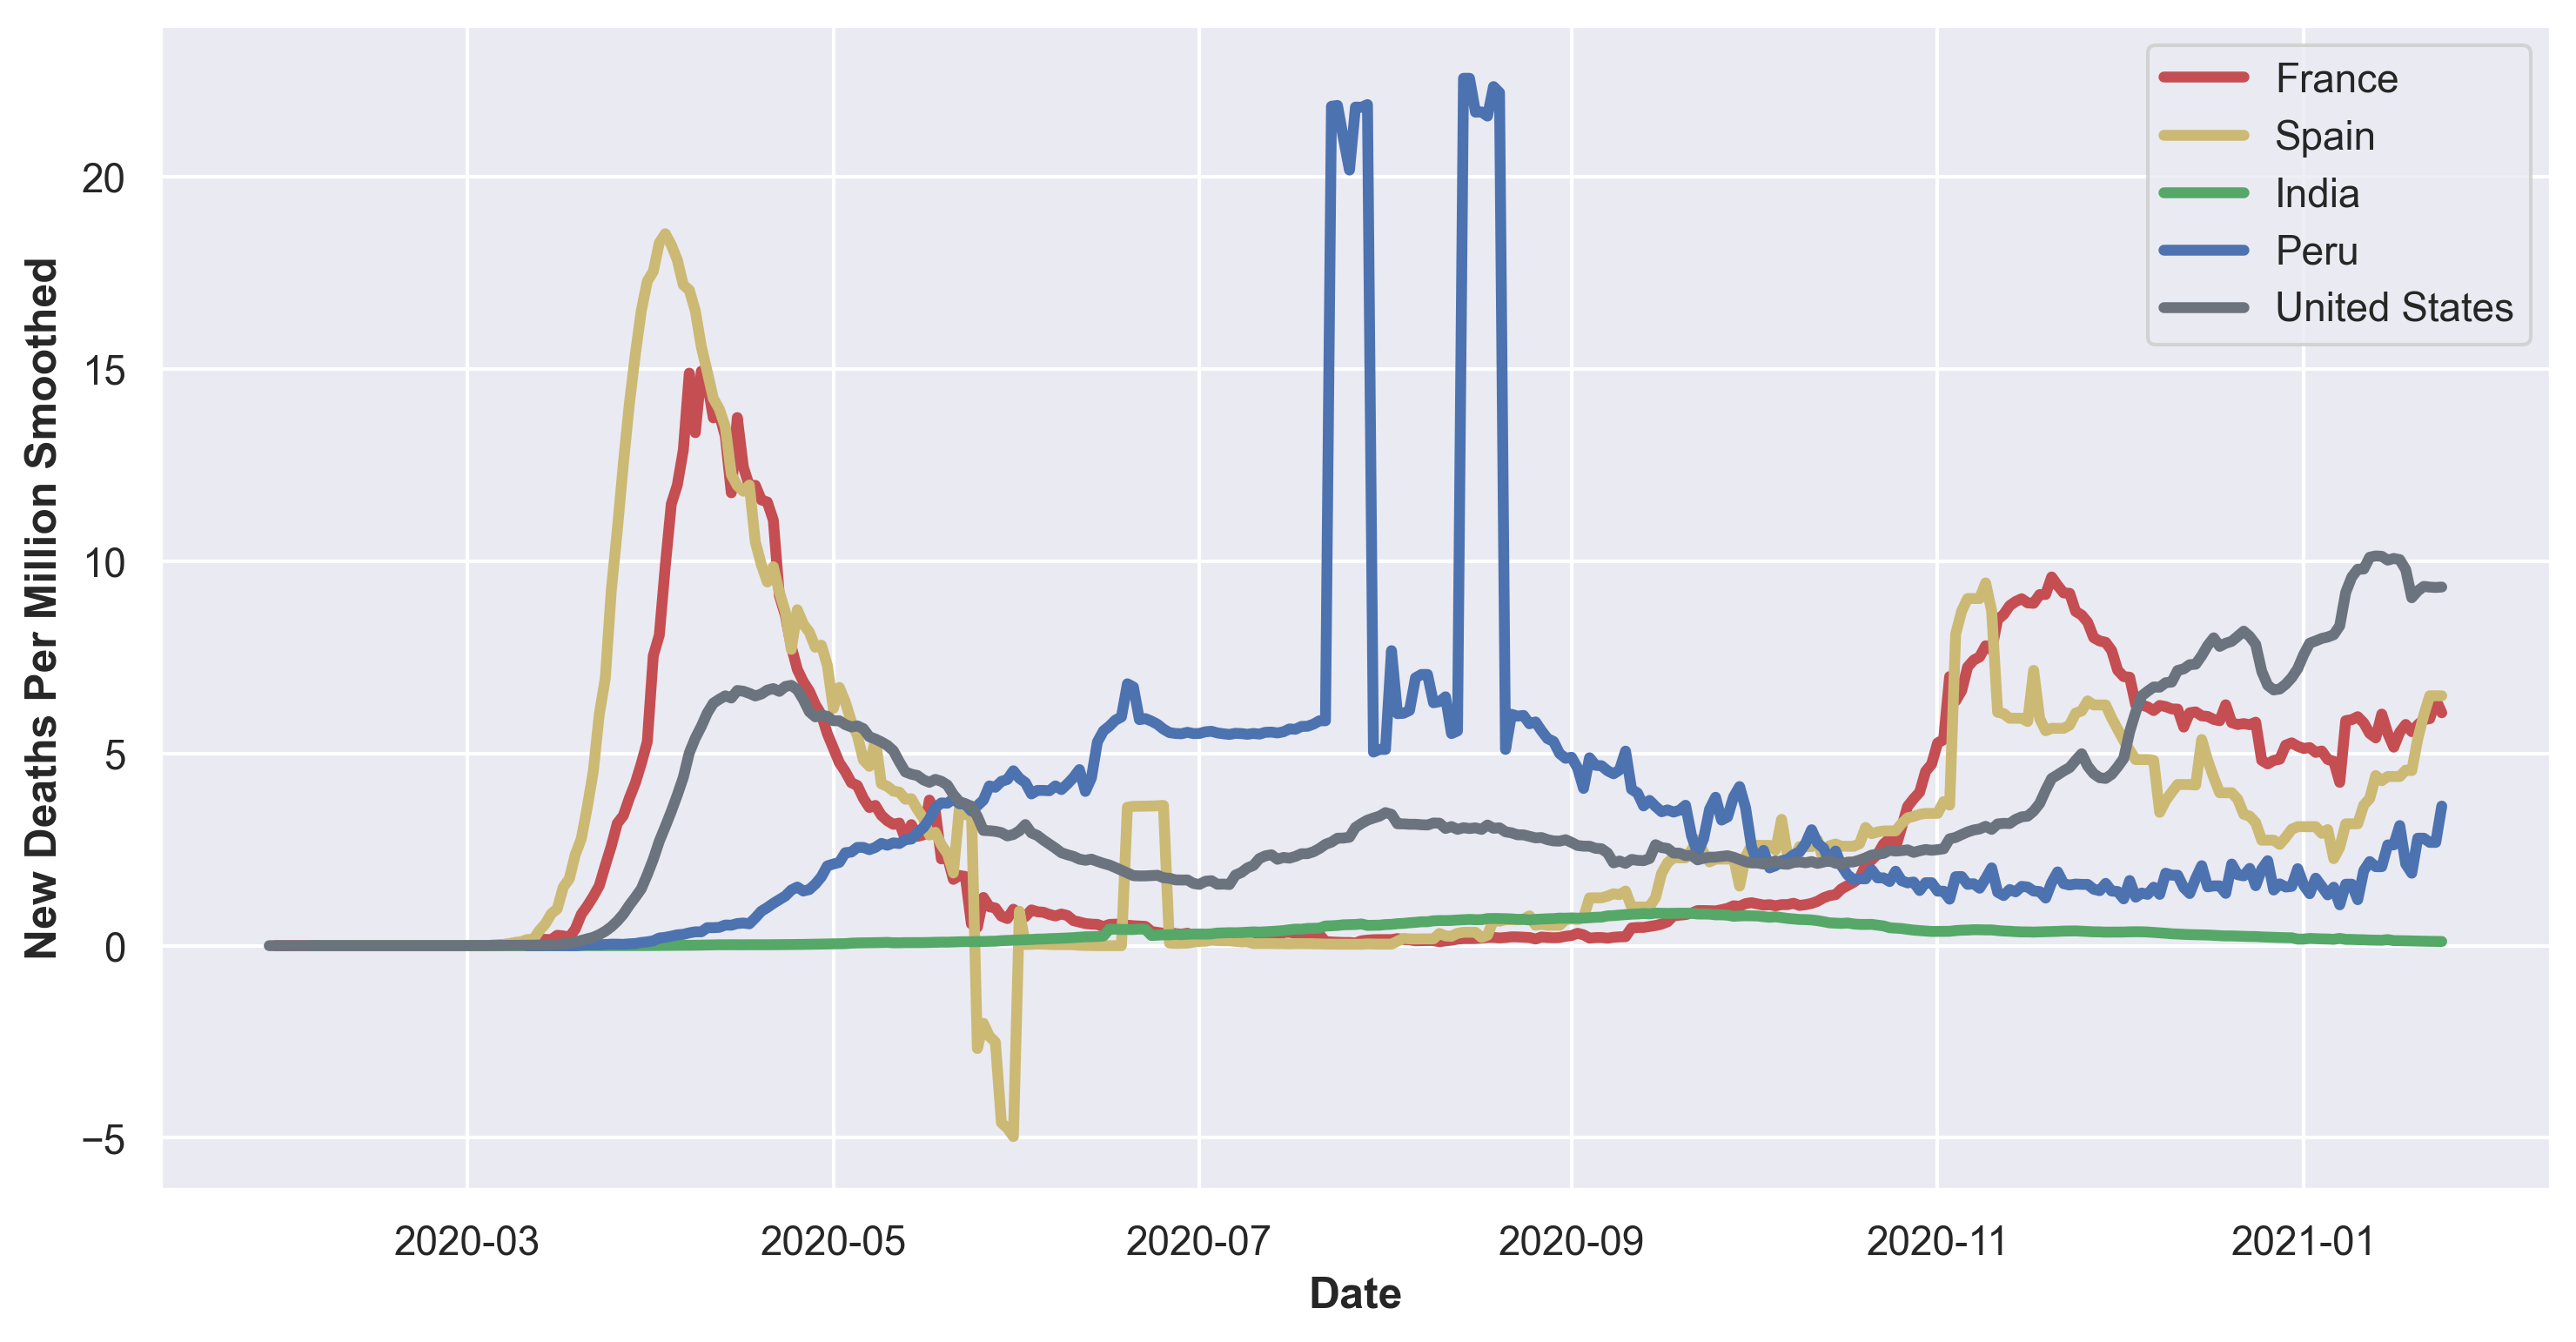 France
Spain
India
Peru
United States
New Deaths Per Million Smoothed
20
15
10
5
0
−5
2020-03
2020-05
2020-07
2020-09
2020-11
2021-01
Date